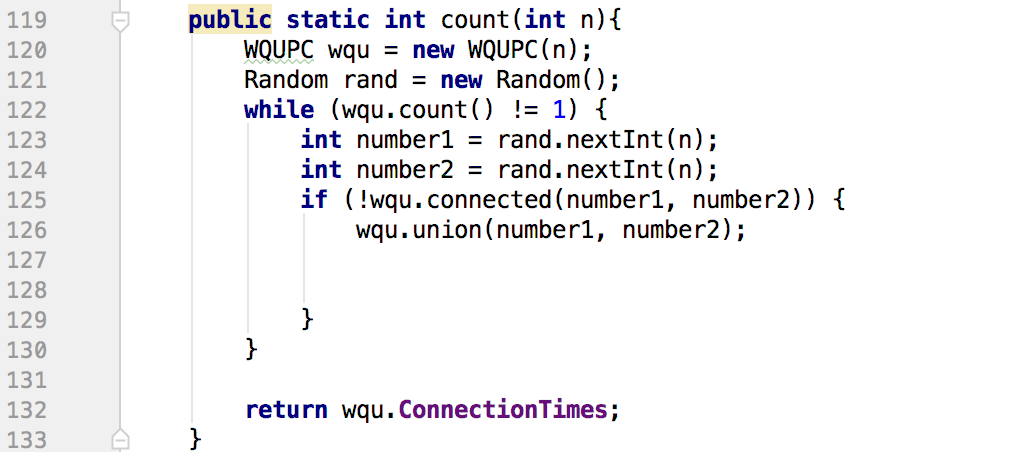 119 public static int count(int n){
120 WQUPC wqu = new WQUPC(n);
121 Random rand = new Random();
122 while (wqu.count() != 1) {
123 int number1 = rand.nextInt(n);
124 int number2 = rand.nextInt(n);
125 if (!wqu.connected(number1, number2)) {
126 wqu.union(number1, number2);
127
128
129 }
130 }
131
132 return wqu.ConnectionTimes;
133 }